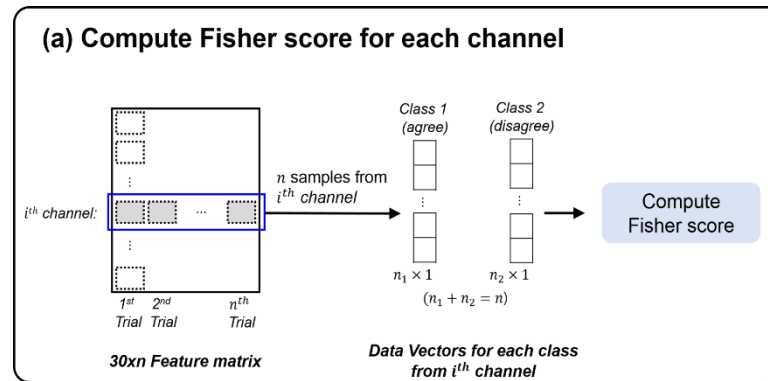 (a) Compute Fisher score for each channel
Class 1
(agree)
Class 2
(disagree)
n samples from
i^th channel
i^th channel:
⋮
⋮
...
⋮
⋮
Compute
Fisher score
n₁ × 1
n₂ × 1
(n₁ + n₂ = n)
1^st
Trial
2^nd
Trial
n^th
Trial
30xn Feature matrix
Data Vectors for each class
from i^th channel